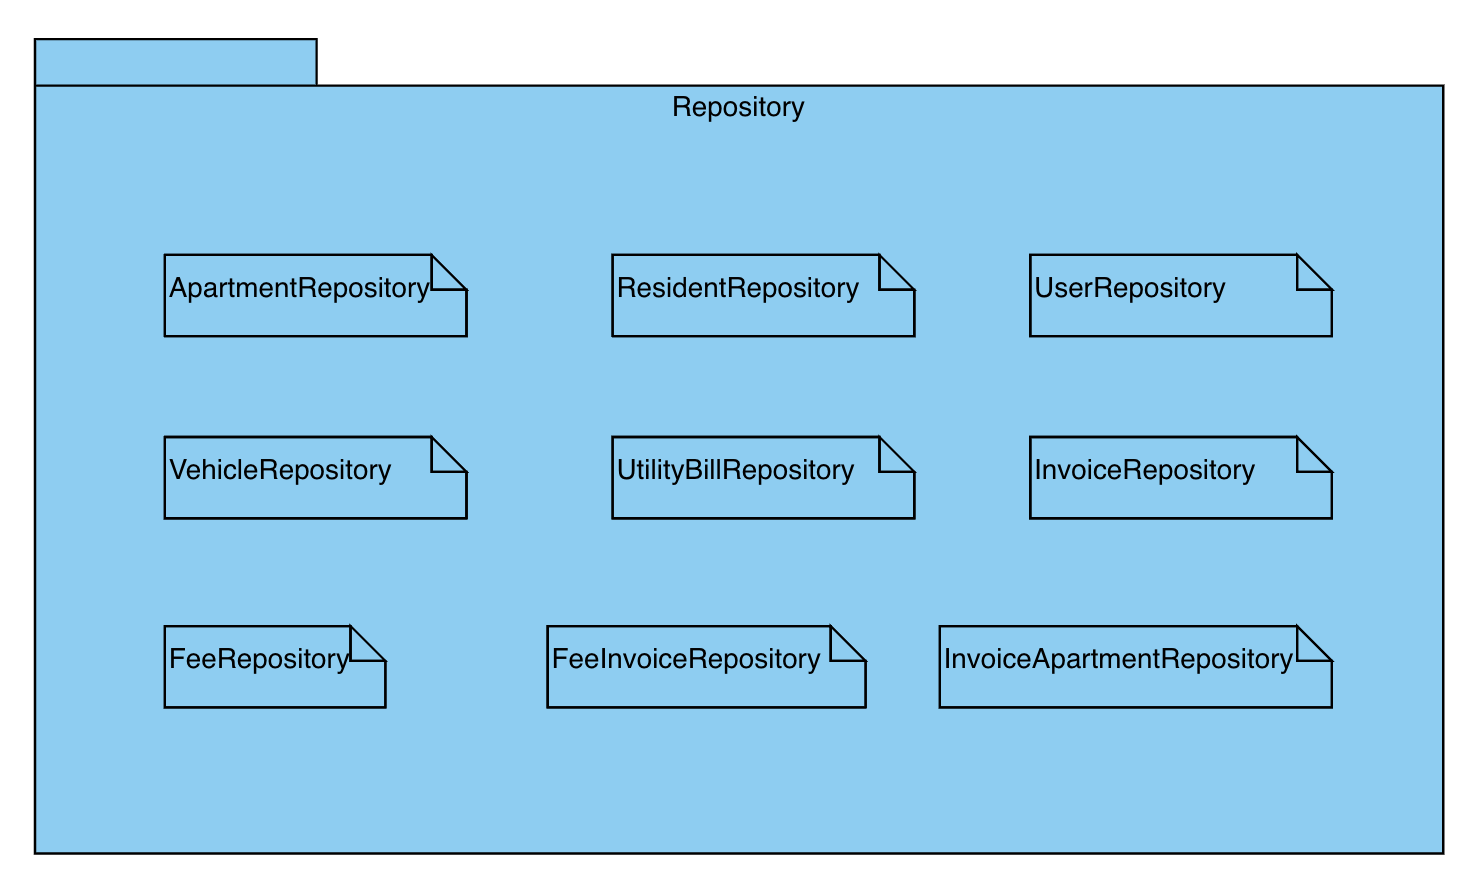 Repository
ApartmentRepository
ResidentRepository
UserRepository
VehicleRepository
UtilityBillRepository
InvoiceRepository
FeeRepository
FeeInvoiceRepository
InvoiceApartmentRepository